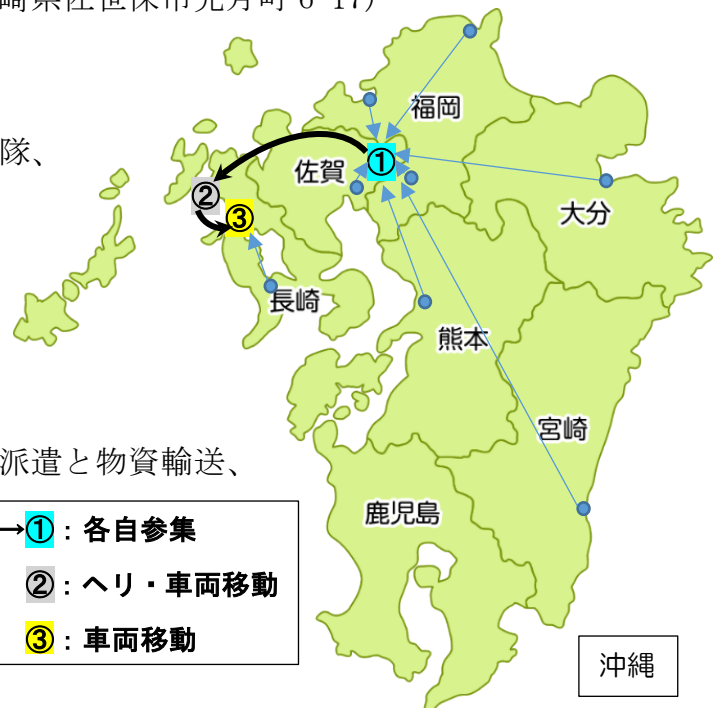 崎県佐世保市光月町 6-17）
隊、
福岡
①
佐賀
②
③
大分
長崎
熊本
宮崎
派遣と物資輸送、
鹿児島
→①：各自参集
②：ヘリ・車両移動
③：車両移動
沖縄